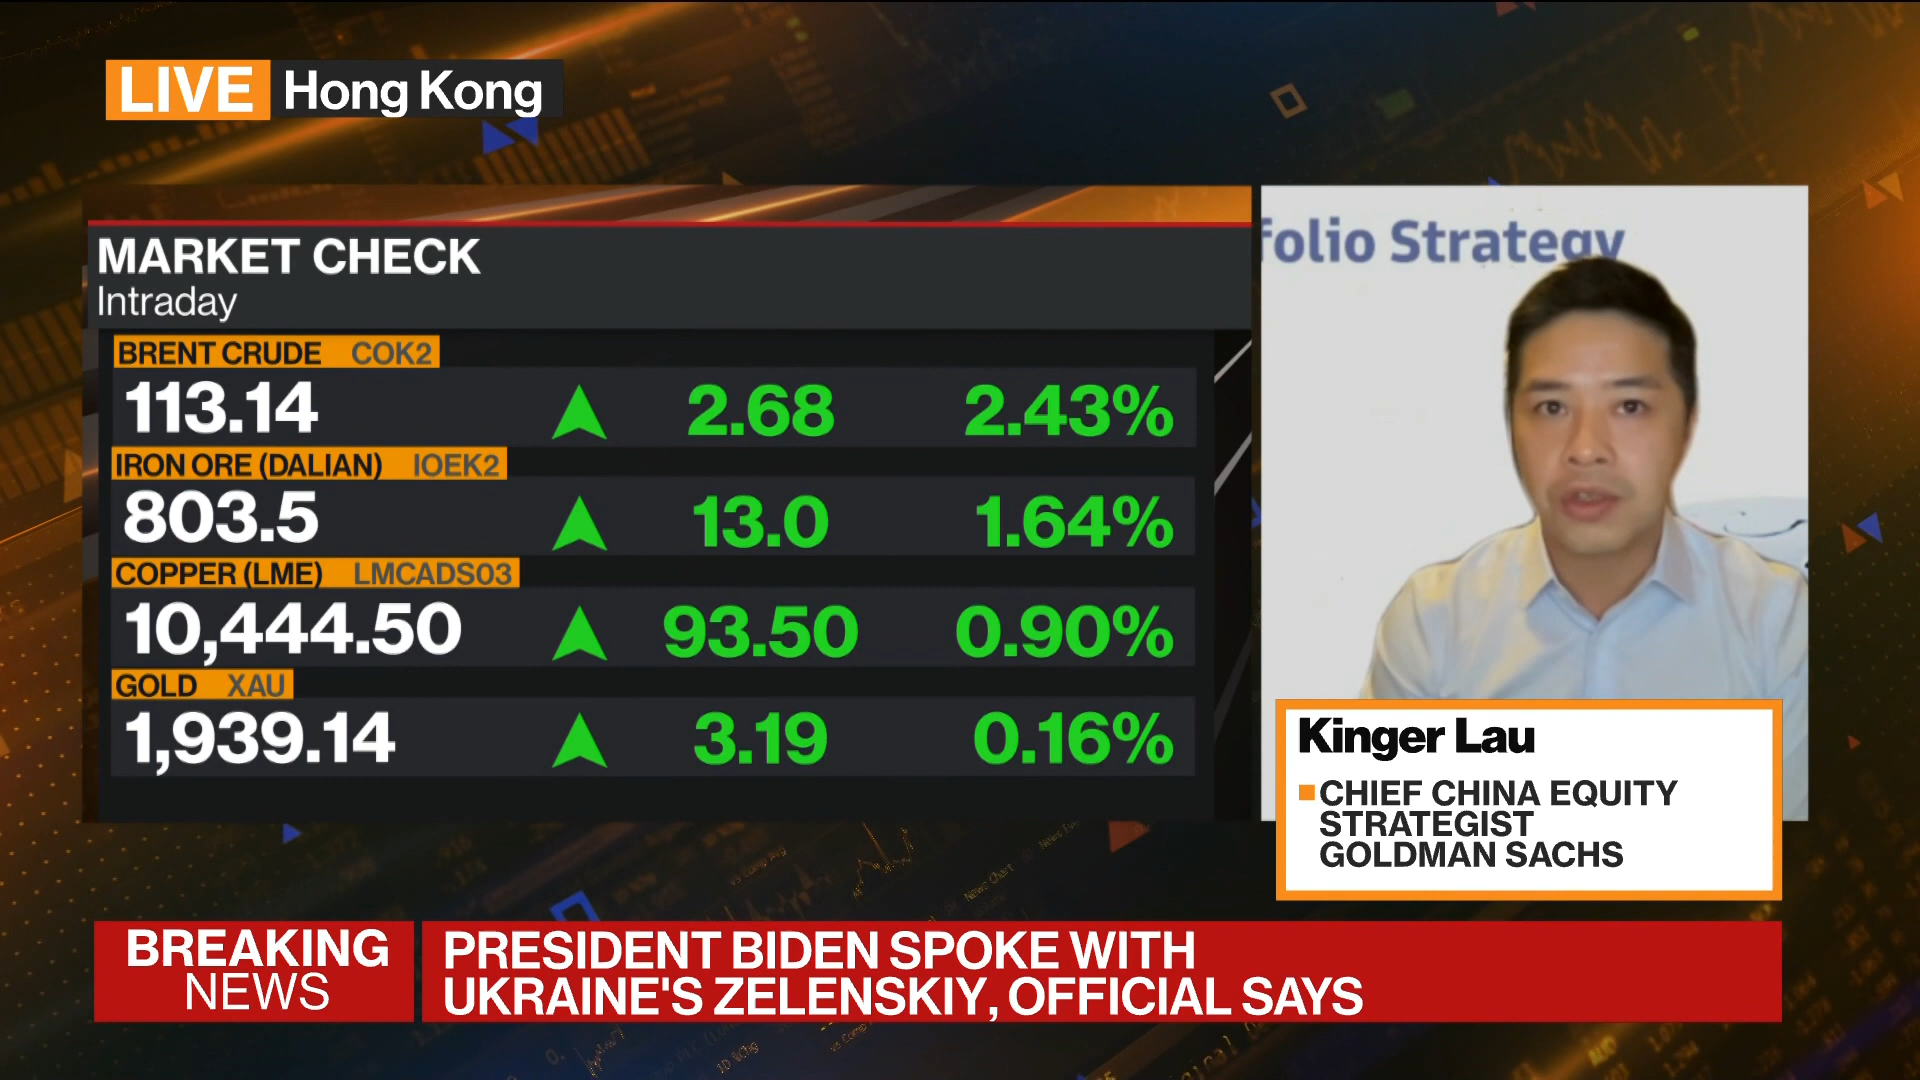 LIVE Hong Kong
MARKET CHECK
Intraday
BRENT CRUDE COK2
113.14 2.68 2.43%
IRON ORE (DALIAN) IOEK2
803.5 13.0 1.64%
COPPER (LME) LMCADS03
10,444.50 93.50 0.90%
GOLD XAU
1,939.14 3.19 0.16%
folio Strategy
Kinger Lau
CHIEF CHINA EQUITY
STRATEGIST
GOLDMAN SACHS
BREAKING
NEWS
PRESIDENT BIDEN SPOKE WITH
UKRAINE'S ZELENSKIY, OFFICIAL SAYS